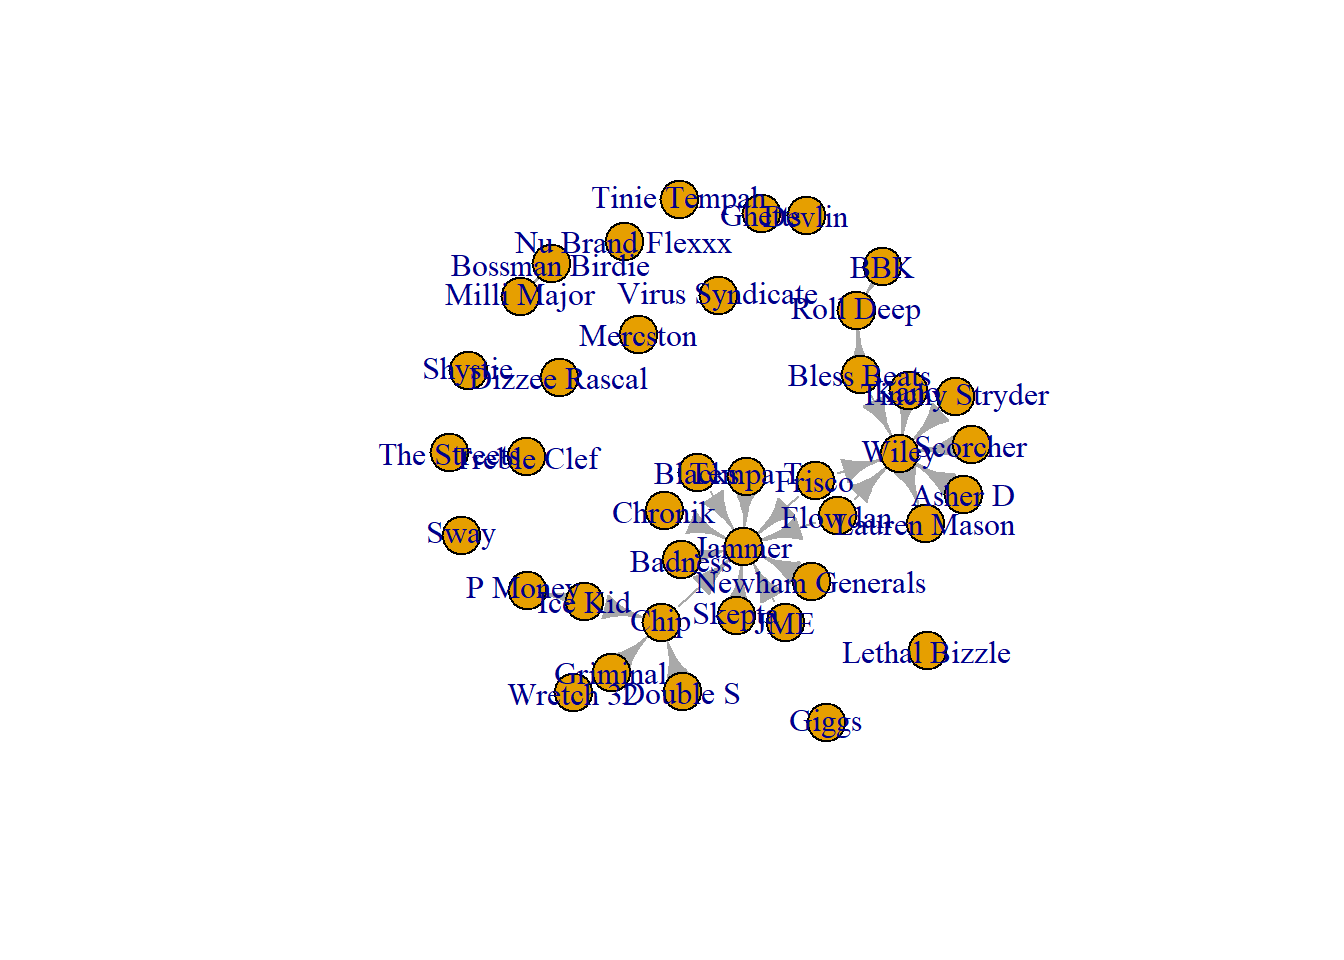 Tinie Tempah
Ghetts
Devlin
Nu Brand Flexxx
Bossman Birdie
BBK
Milli Major
Virus Syndicate
Roll Deep
Mercston
Shystie
Dizzee Rascal
Bless Beats
Kano
Tinchy Stryder
The Streets
Treble Clef
Wiley
Scorcher
Blacks
Tempa T
Frisco
Asher D
Chronik
Flowdan
Lauren Mason
Sway
Jammer
Badness
P Money
Ice Kid
Newham Generals
Chip
Skepta
JME
Lethal Bizzle
Griminal
Wretch 32
Double S
Giggs